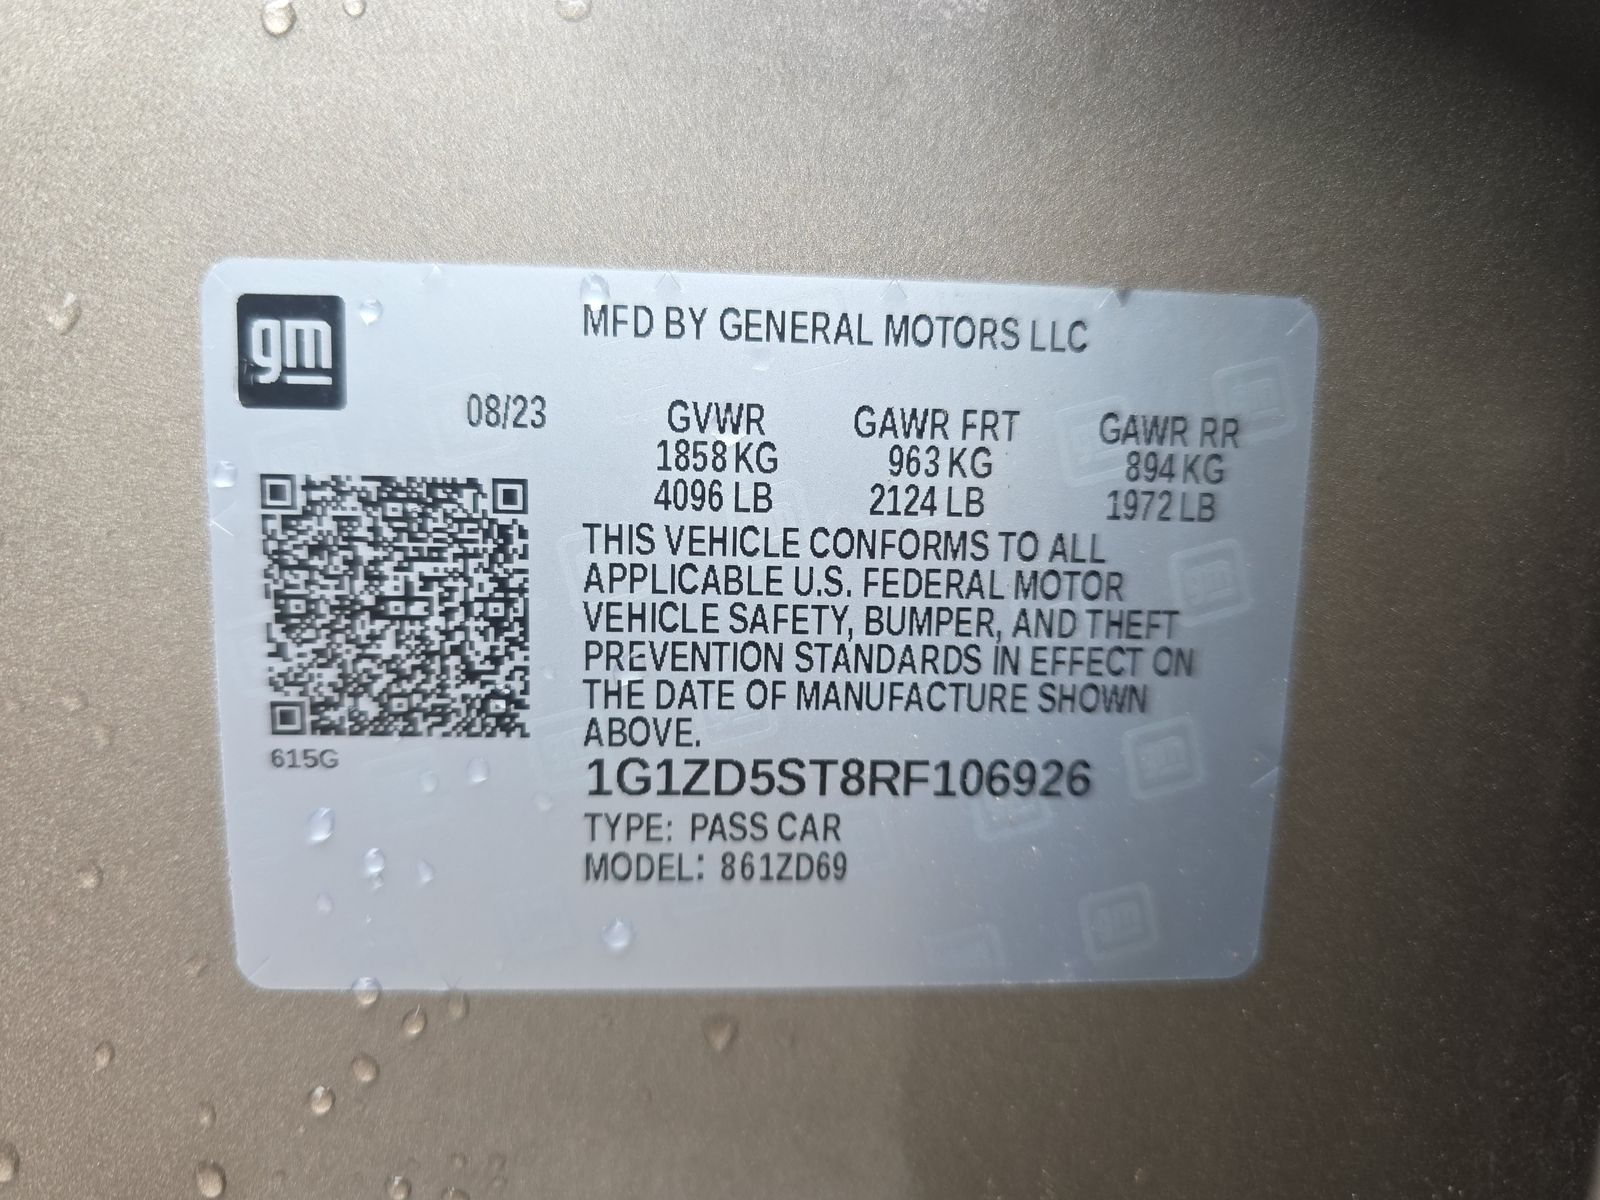 gm
MFD BY GENERAL MOTORS LLC
08/23
GVWR GAWR FRT GAWR RR
1858 KG 963 KG 894 KG
4096 LB 2124 LB 1972 LB
THIS VEHICLE CONFORMS TO ALL
APPLICABLE U.S. FEDERAL MOTOR
VEHICLE SAFETY, BUMPER, AND THEFT
PREVENTION STANDARDS IN EFFECT ON
THE DATE OF MANUFACTURE SHOWN
ABOVE.
615G
1G1ZD5ST8RF106926
TYPE: PASS CAR
MODEL: 861ZD69